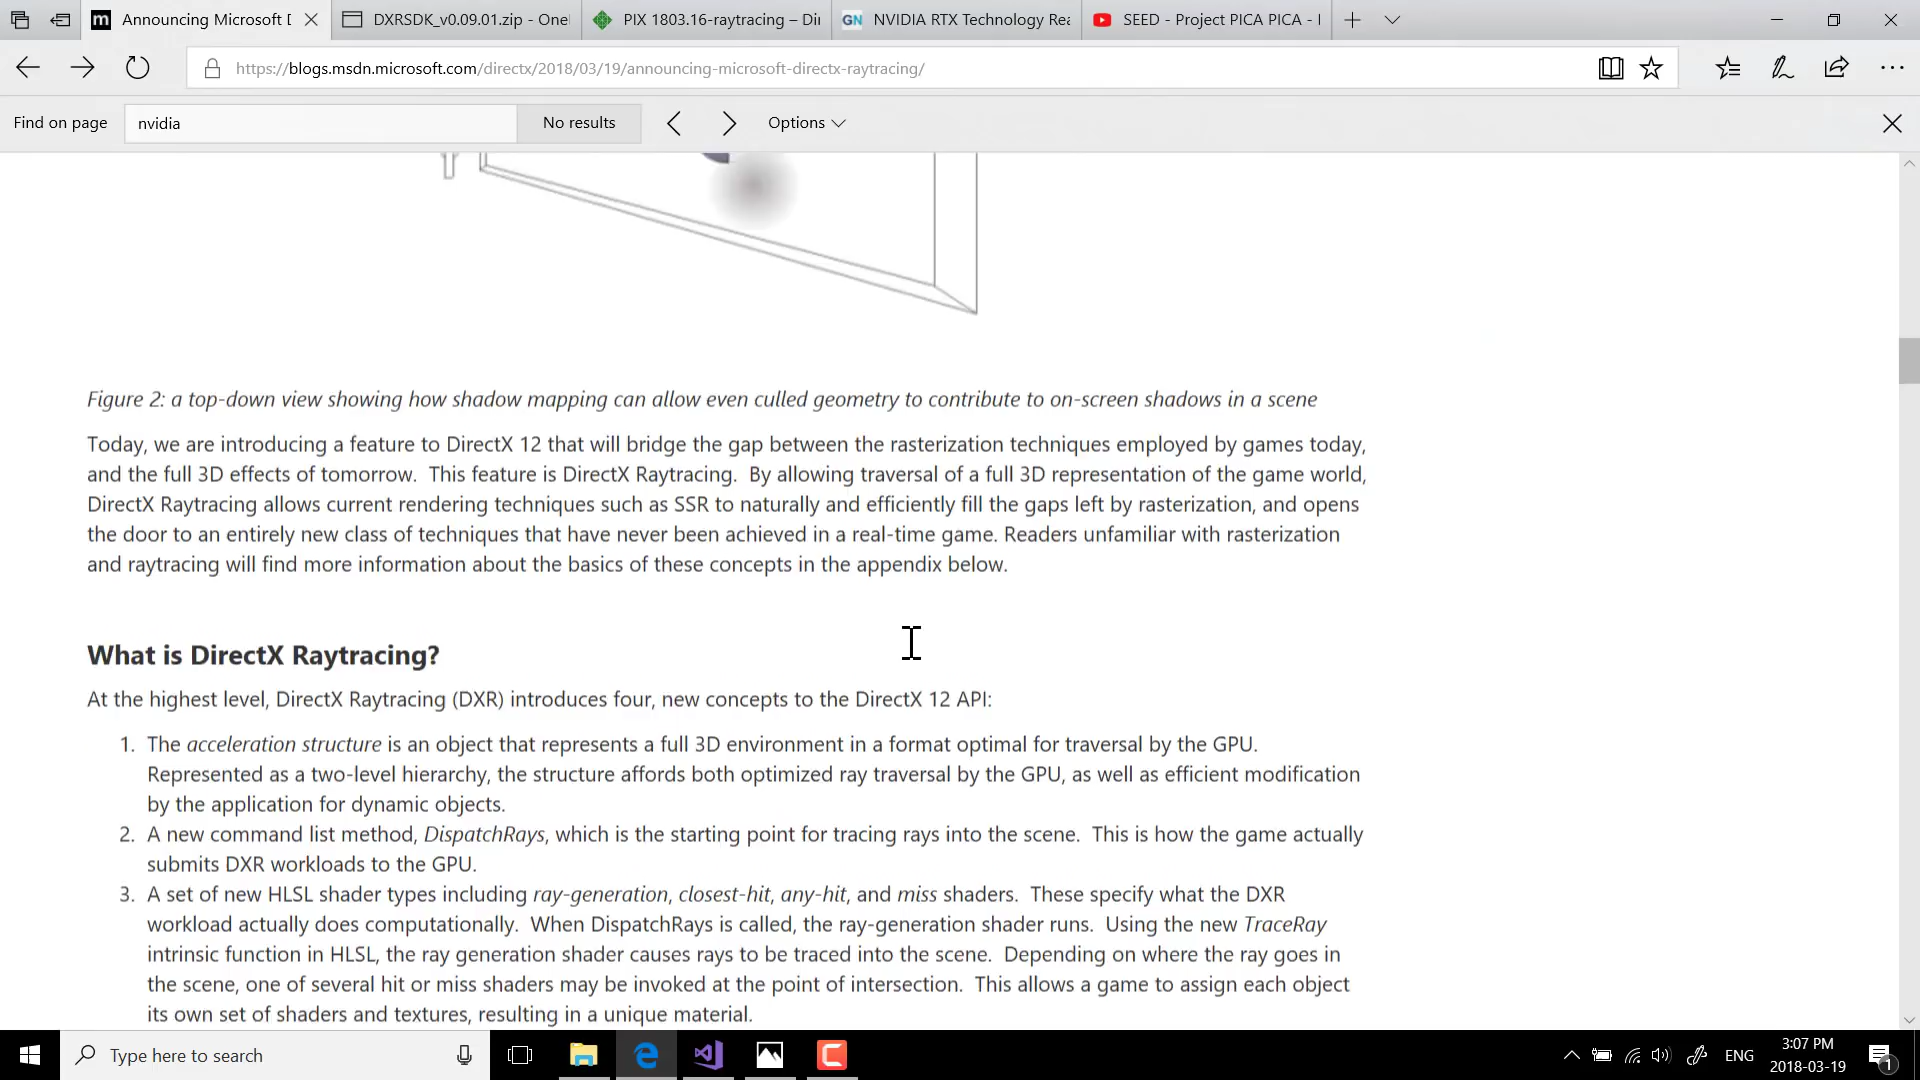 Announcing Microsoft D
DXRSDK_v0.09.01.zip - One
PIX 1803.16-raytracing – Di
GN NVIDIA RTX Technology Rea
SEED - Project PICA PICA - I
https://blogs.msdn.microsoft.com/directx/2018/03/19/announcing-microsoft-directx-raytracing/
Find on page nvidia No results Options
Figure 2: a top-down view showing how shadow mapping can allow even culled geometry to contribute to on-screen shadows in a scene
Today, we are introducing a feature to DirectX 12 that will bridge the gap between the rasterization techniques employed by games today,
and the full 3D effects of tomorrow.  This feature is DirectX Raytracing.  By allowing traversal of a full 3D representation of the game world,
DirectX Raytracing allows current rendering techniques such as SSR to naturally and efficiently fill the gaps left by rasterization, and opens
the door to an entirely new class of techniques that have never been achieved in a real-time game. Readers unfamiliar with rasterization
and raytracing will find more information about the basics of these concepts in the appendix below.
What is DirectX Raytracing?
At the highest level, DirectX Raytracing (DXR) introduces four, new concepts to the DirectX 12 API:
1. The acceleration structure is an object that represents a full 3D environment in a format optimal for traversal by the GPU.
Represented as a two-level hierarchy, the structure affords both optimized ray traversal by the GPU, as well as efficient modification
by the application for dynamic objects.
2. A new command list method, DispatchRays, which is the starting point for tracing rays into the scene.  This is how the game actually
submits DXR workloads to the GPU.
3. A set of new HLSL shader types including ray-generation, closest-hit, any-hit, and miss shaders.  These specify what the DXR
workload actually does computationally.  When DispatchRays is called, the ray-generation shader runs.  Using the new TraceRay
intrinsic function in HLSL, the ray generation shader causes rays to be traced into the scene.  Depending on where the ray goes in
the scene, one of several hit or miss shaders may be invoked at the point of intersection.  This allows a game to assign each object
its own set of shaders and textures, resulting in a unique material.
Type here to search
ENG
3:07 PM
2018-03-19
1